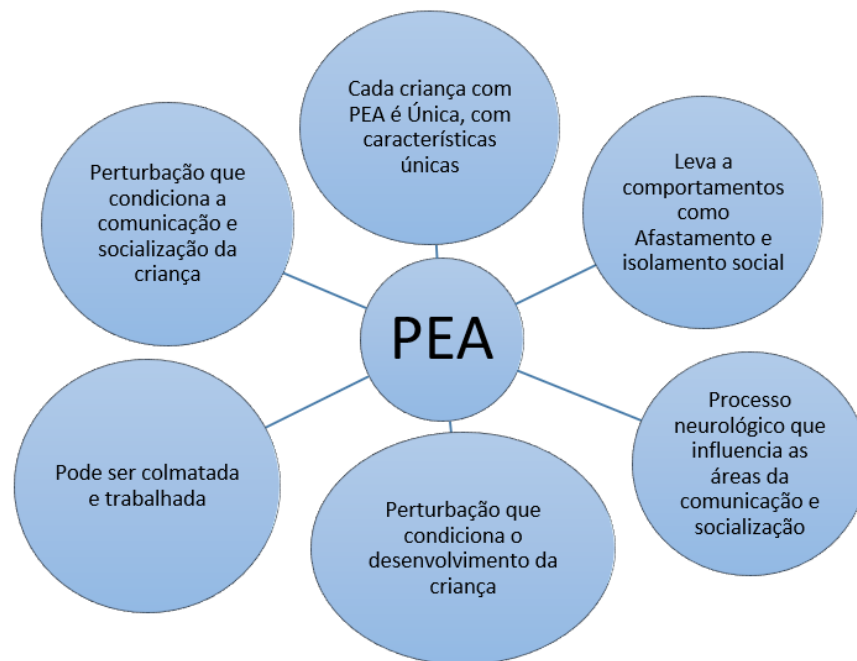 Cada criança com
PEA é Única, com
características
únicas
Perturbação que
condiciona a
comunicação e
socialização da
criança
Leva a
comportamentos
como
Afastamento e
isolamento social
PEA
Processo
neurológico que
influencia as
áreas da
comunicação e
socialização
Pode ser colmatada
e trabalhada
Perturbação que
condiciona o
desenvolvimento da
criança